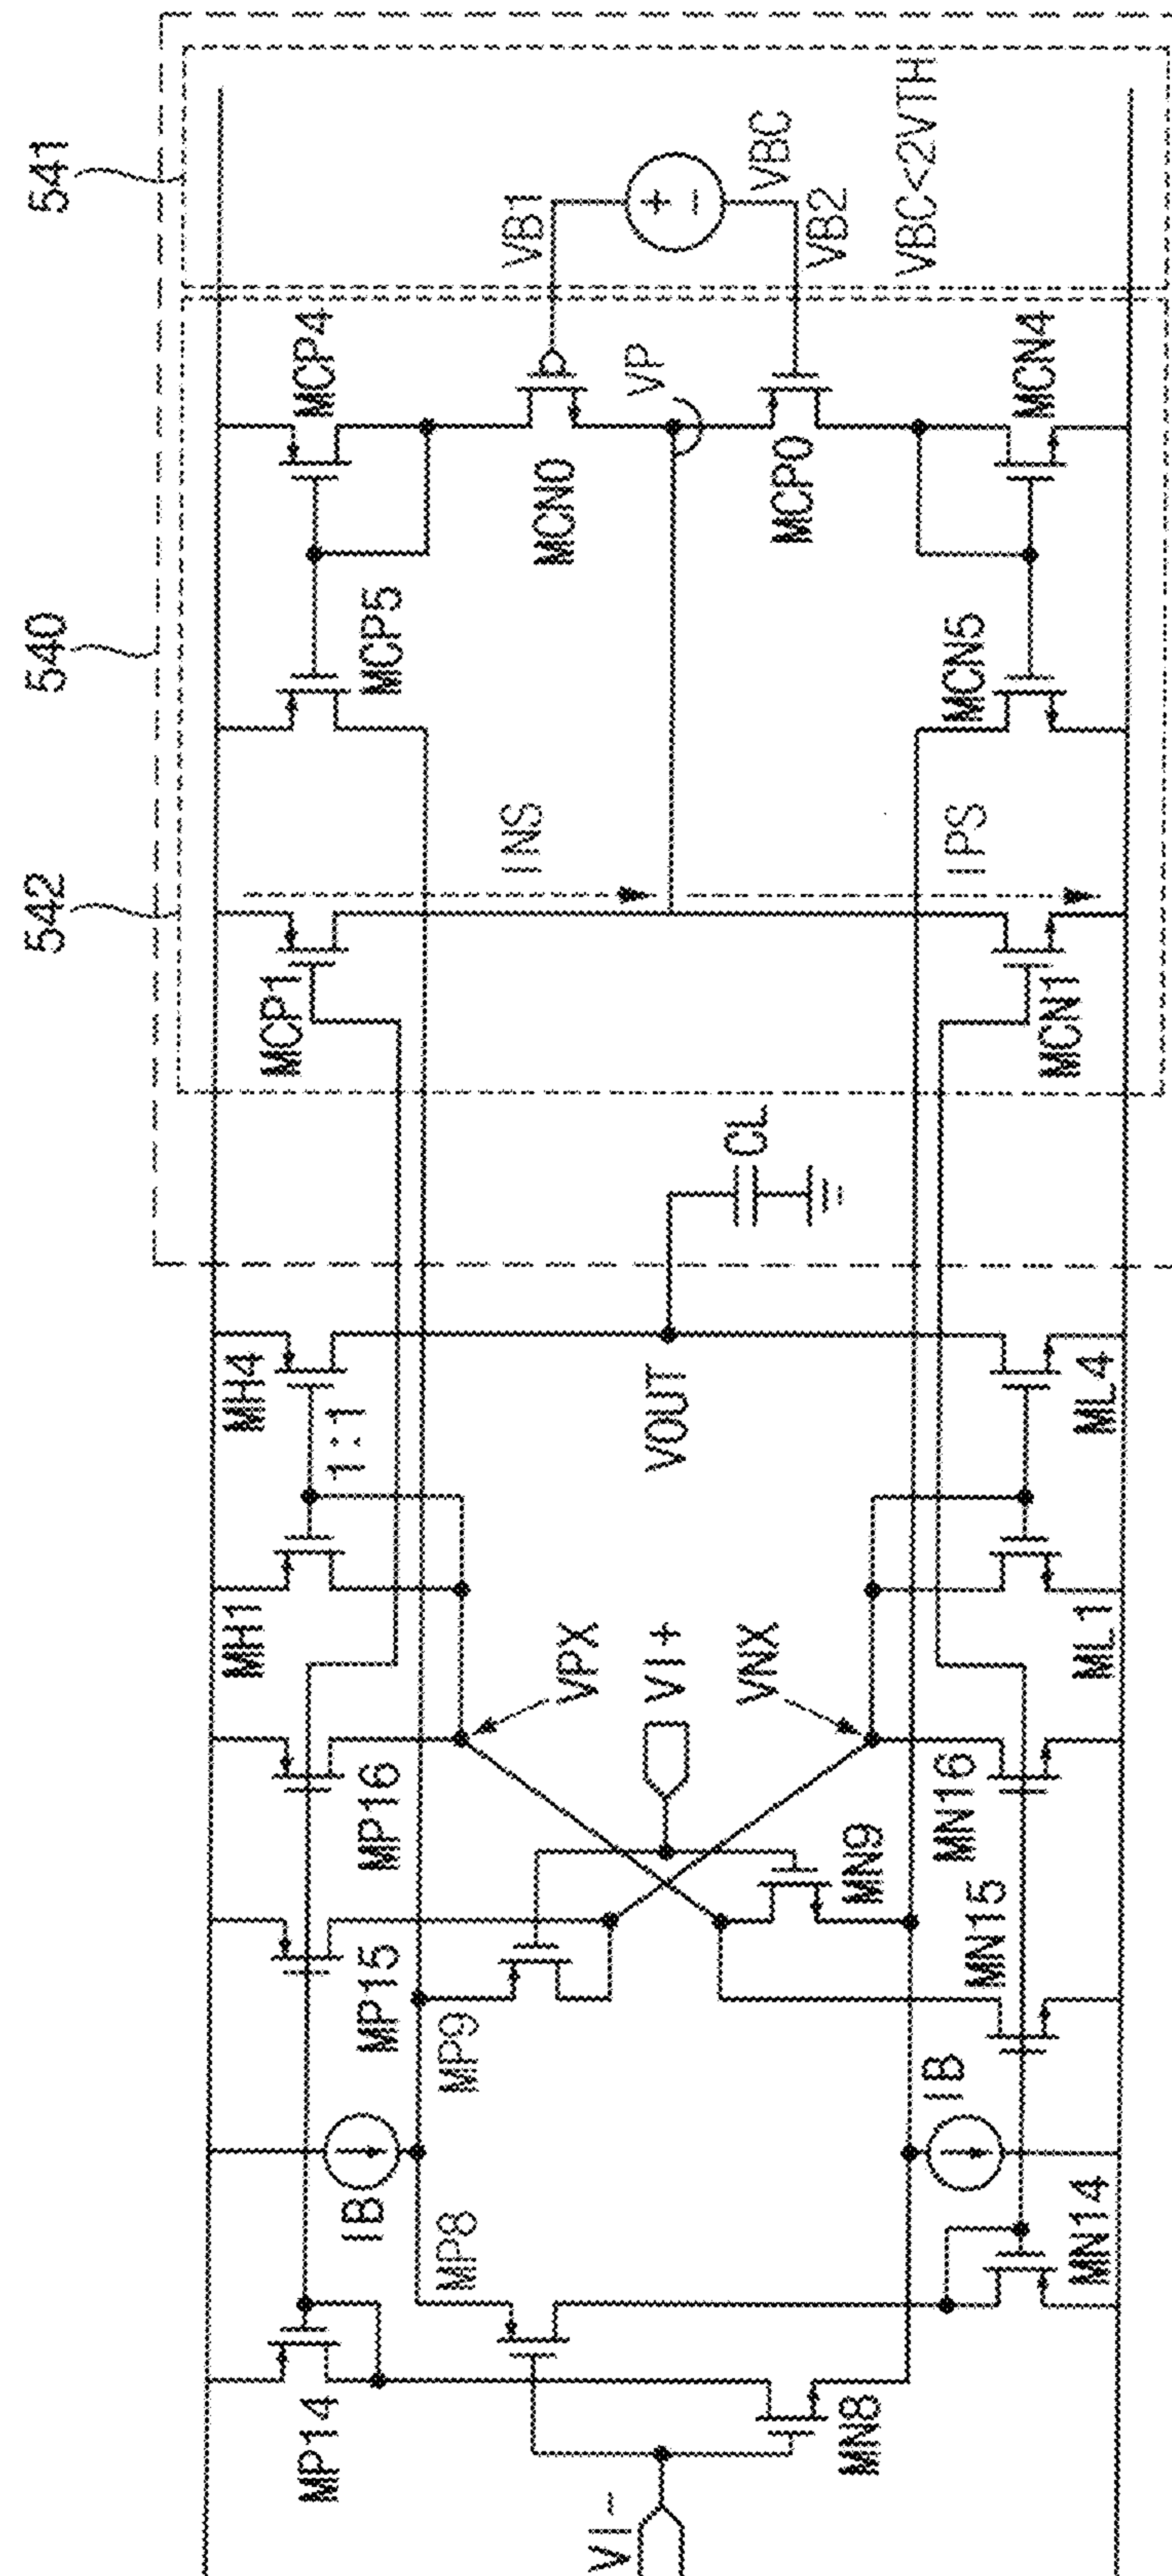 541
540
542
VB1
VBC
VB2
VBC<2VTH
MCP4
VP
MCN4
MCN0
MCP0
MCP5
MCN5
INS
IPS
MCP1
MCN1
CL
MH4
1:1
VOUT
ML4
MH1
VPX
VI+
VNX
ML1
MP16
MN16
MN9
MP15
MN15
MP9
IB
IB
MP8
MN14
MP14
MN8
VI-